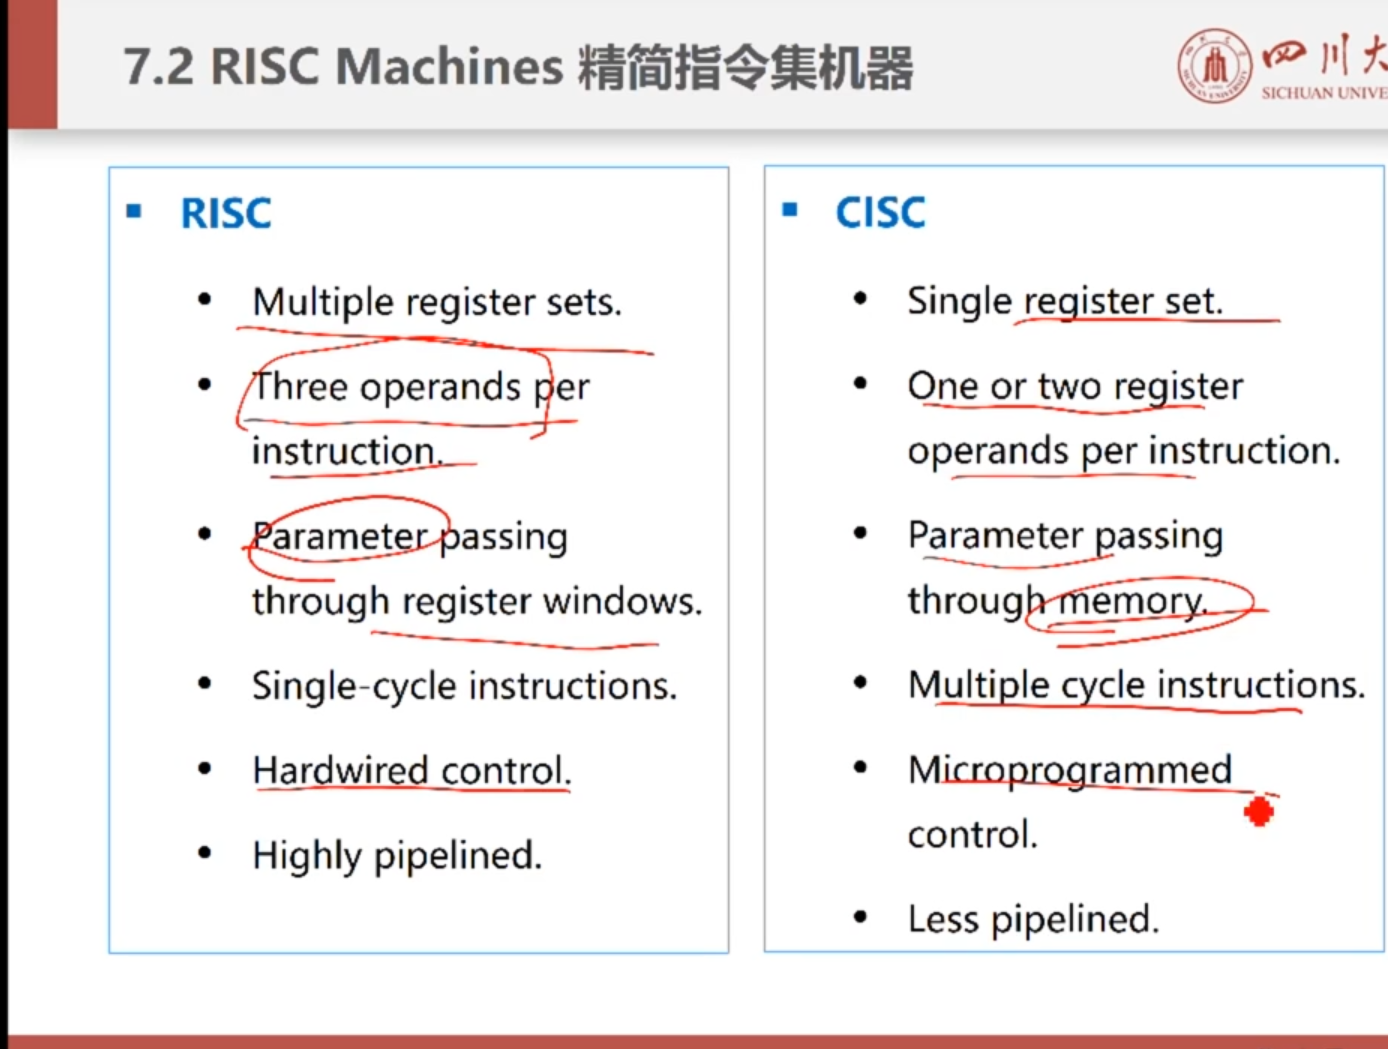 7.2 RISC Machines 精简指令集机器
四川大
SICHUAN UNIVE
RISC
• Multiple register sets.
• Three operands per
instruction.
• Parameter passing
through register windows.
• Single-cycle instructions.
• Hardwired control.
• Highly pipelined.
CISC
• Single register set.
• One or two register
operands per instruction.
• Parameter passing
through memory.
• Multiple cycle instructions.
• Microprogrammed
control.
• Less pipelined.